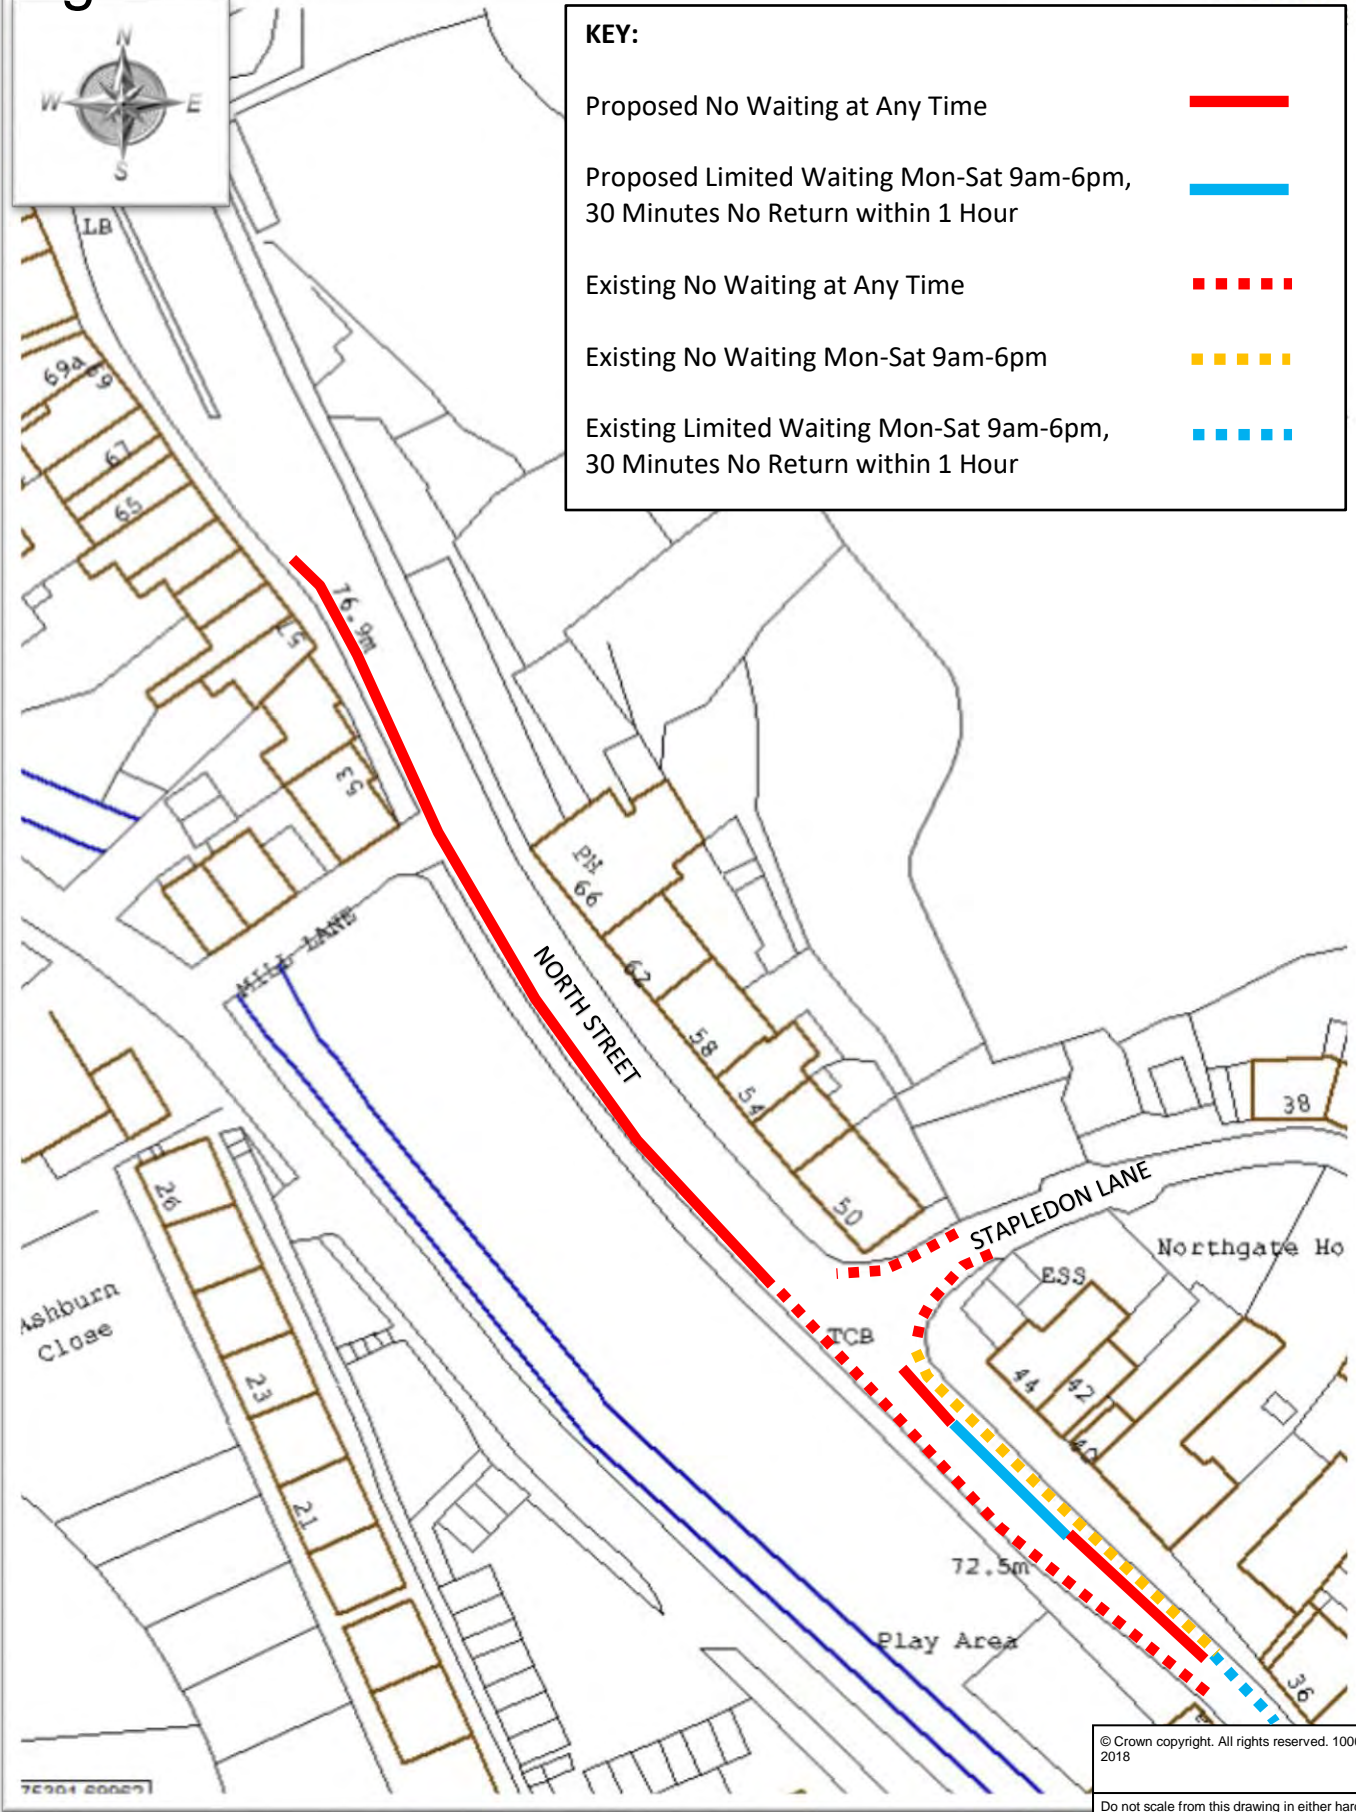 N
W E
S
KEY:
Proposed No Waiting at Any Time
Proposed Limited Waiting Mon-Sat 9am-6pm,
30 Minutes No Return within 1 Hour
Existing No Waiting at Any Time
Existing No Waiting Mon-Sat 9am-6pm
Existing Limited Waiting Mon-Sat 9am-6pm,
30 Minutes No Return within 1 Hour
LB
69a
69
67
65
76.9m
57
53
PH
66
MILL LANE
NORTH STREET
62
58
54
50
38
STAPLEDON LANE
Northgate Ho
ESS
26
Ashburn
Close
TCB
23
44
42
40
21
72.5m
Play Area
36
© Crown copyright. All rights reserved. 100
2018
Do not scale from this drawing in either har